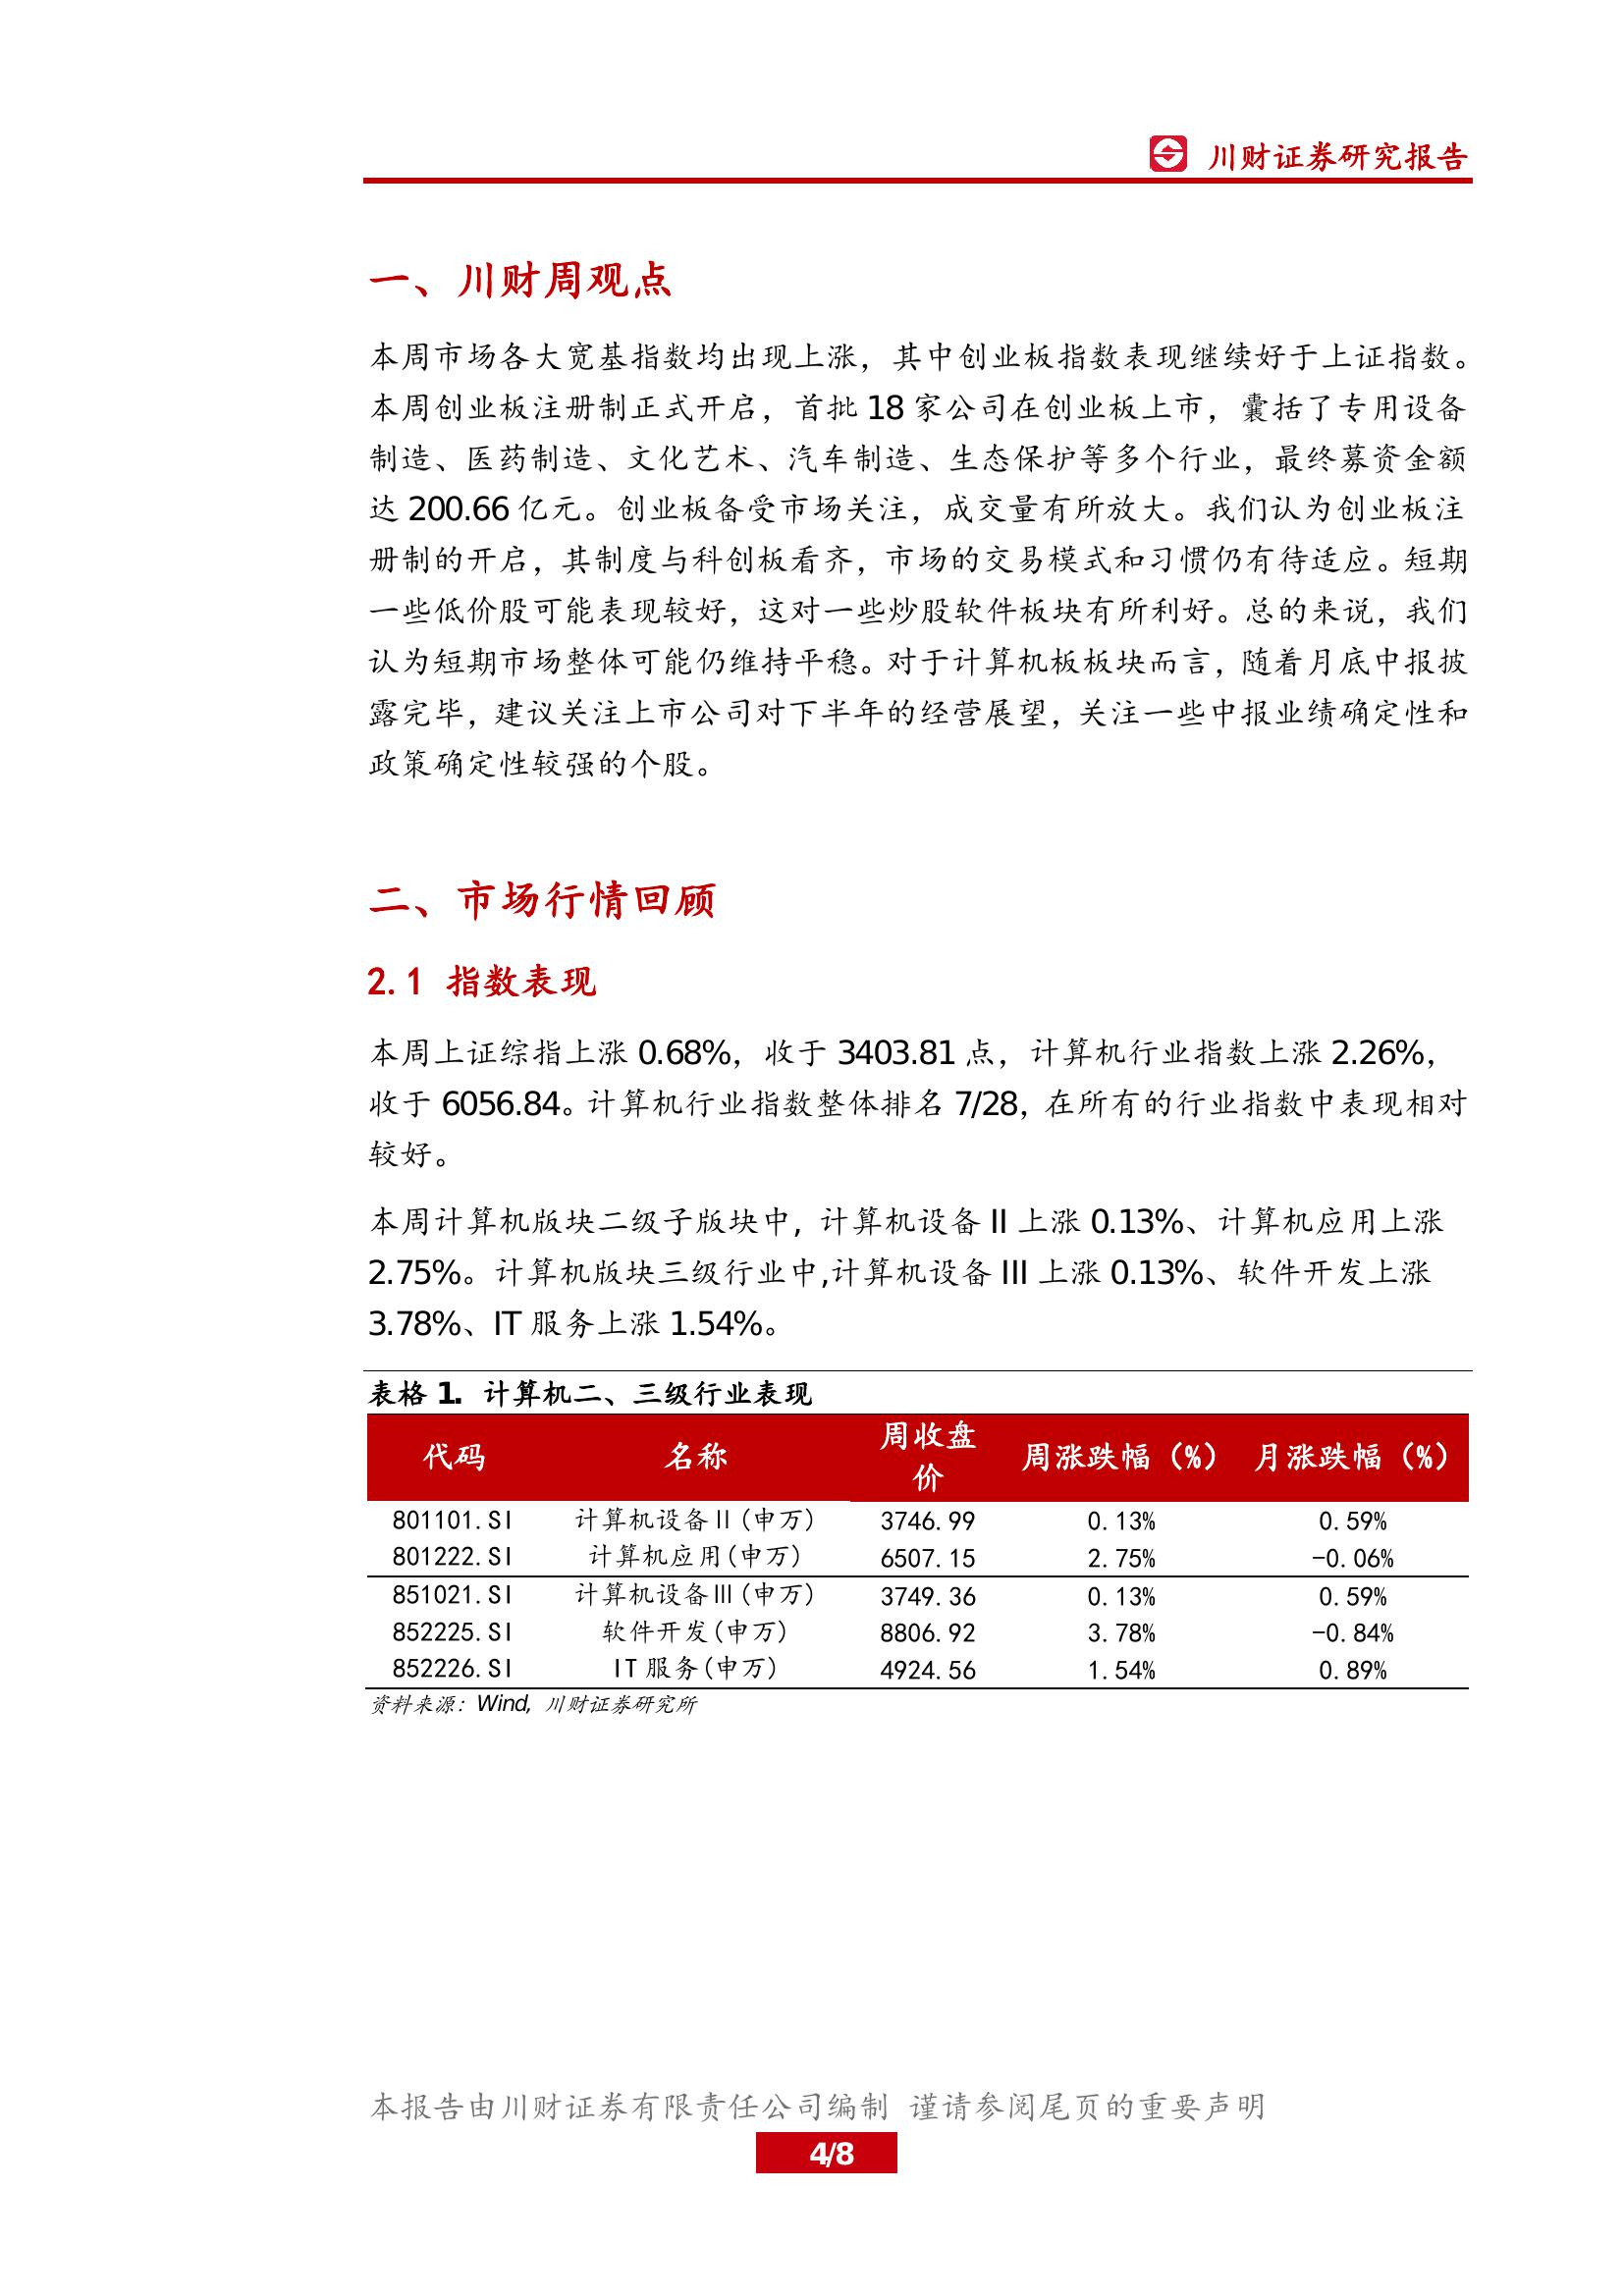 川财证券研究报告
一、川财周观点
本周市场各大宽基指数均出现上涨，其中创业板指数表现继续好于上证指数。
本周创业板注册制正式开启，首批 18 家公司在创业板上市，囊括了专用设备
制造、医药制造、文化艺术、汽车制造、生态保护等多个行业，最终募资金额
达 200.66 亿元。创业板备受市场关注，成交量有所放大。我们认为创业板注
册制的开启，其制度与科创板看齐，市场的交易模式和习惯仍有待适应。短期
一些低价股可能表现较好，这对一些炒股软件板块有所利好。总的来说，我们
认为短期市场整体可能仍维持平稳。对于计算机板板块而言，随着月底中报披
露完毕，建议关注上市公司对下半年的经营展望，关注一些中报业绩确定性和
政策确定性较强的个股。
二、市场行情回顾
2.1 指数表现
本周上证综指上涨 0.68%，收于 3403.81 点，计算机行业指数上涨 2.26%，
收于 6056.84。计算机行业指数整体排名 7/28，在所有的行业指数中表现相对
较好。
本周计算机版块二级子版块中, 计算机设备 II 上涨 0.13%、计算机应用上涨
2.75%。计算机版块三级行业中,计算机设备 III 上涨 0.13%、软件开发上涨
3.78%、IT 服务上涨 1.54%。
表格 1. 计算机二、三级行业表现
代码 名称 周收盘价 周涨跌幅（%） 月涨跌幅（%）
801101.SI 计算机设备Ⅱ(申万) 3746.99 0.13% 0.59%
801222.SI 计算机应用(申万) 6507.15 2.75% -0.06%
851021.SI 计算机设备Ⅲ(申万) 3749.36 0.13% 0.59%
852225.SI 软件开发(申万) 8806.92 3.78% -0.84%
852226.SI IT服务(申万) 4924.56 1.54% 0.89%
资料来源：Wind, 川财证券研究所
本报告由川财证券有限责任公司编制 谨请参阅尾页的重要声明
4/8